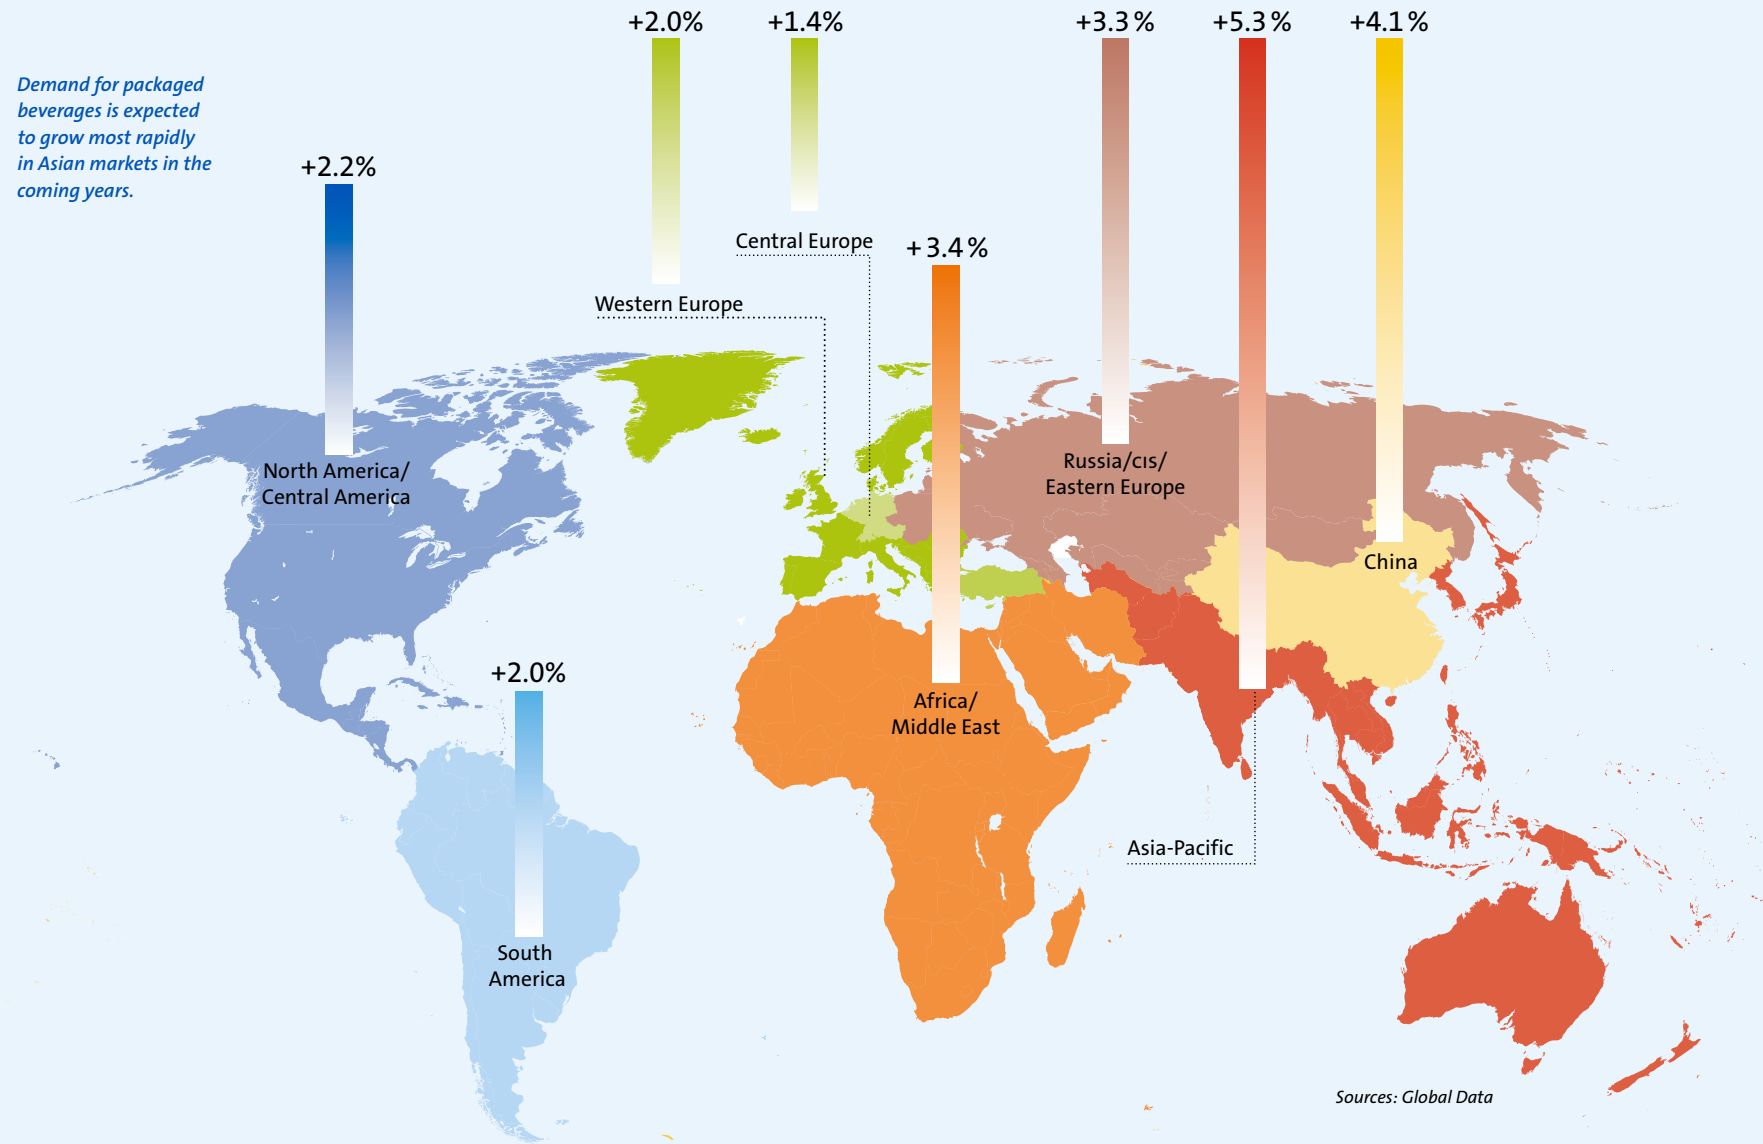 +2.0%
+1.4%
+3.3 %
+5.3 %
+4.1 %
Demand for packaged
beverages is expected
to grow most rapidly
in Asian markets in the
coming years.
+2.2%
Central Europe
+ 3.4 %
Western Europe
North America/
Central America
Russia/CIS/
Eastern Europe
China
+2.0%
Africa/
Middle East
Asia-Pacific
South
America
Sources: Global Data